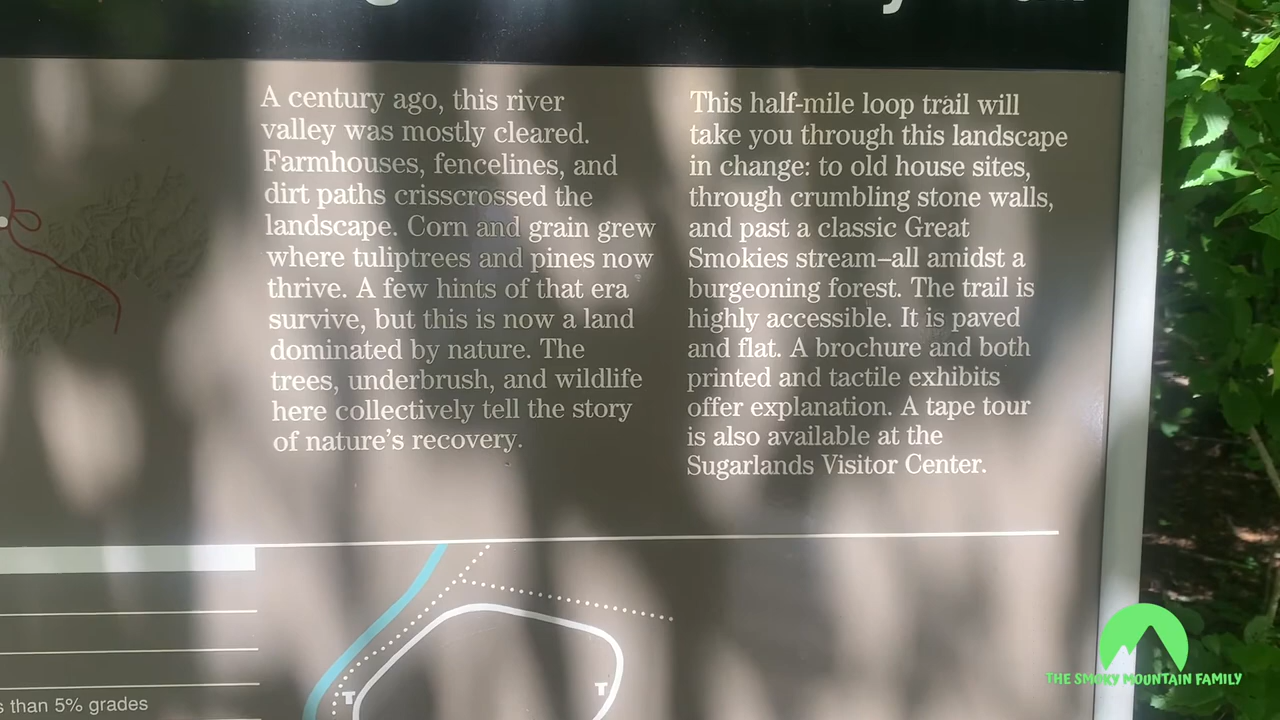 A century ago, this river
valley was mostly cleared.
Farmhouses, fencelines, and
dirt paths crisscrossed the
landscape. Corn and grain grew
where tuliptrees and pines now
thrive. A few hints of that era
survive, but this is now a land
dominated by nature. The
trees, underbrush, and wildlife
here collectively tell the story
of nature's recovery.
This half-mile loop trail will
take you through this landscape
in change: to old house sites,
through crumbling stone walls,
and past a classic Great
Smokies stream–all amidst a
burgeoning forest. The trail is
highly accessible. It is paved
and flat. A brochure and both
printed and tactile exhibits
offer explanation. A tape tour
is also available at the
Sugarlands Visitor Center.
than 5% grades
T
T
THE SMOKY MOUNTAIN FAMILY